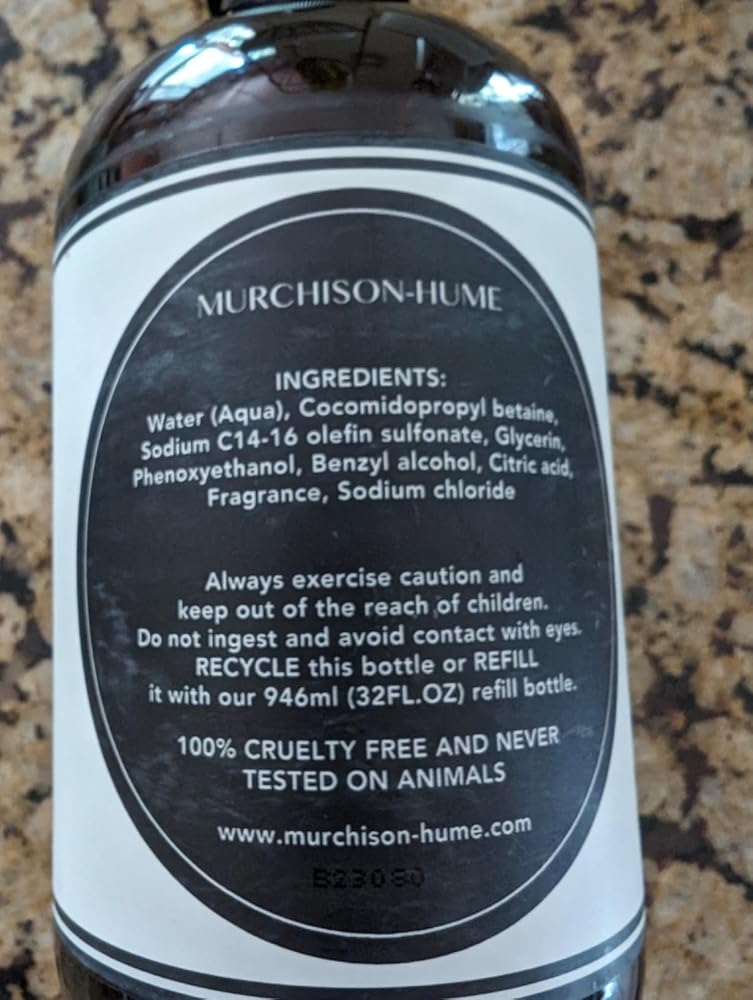 MURCHISON-HUME
INGREDIENTS:
Water (Aqua), Cocomidopropyl betaine,
Sodium C14-16 olefin sulfonate, Glycerin,
Phenoxyethanol, Benzyl alcohol, Citric acid,
Fragrance, Sodium chloride
Always exercise caution and
keep out of the reach of children.
Do not ingest and avoid contact with eyes.
RECYCLE this bottle or REFILL
it with our 946ml (32FL.OZ) refill bottle.
100% CRUELTY FREE AND NEVER
TESTED ON ANIMALS
www.murchison-hume.com